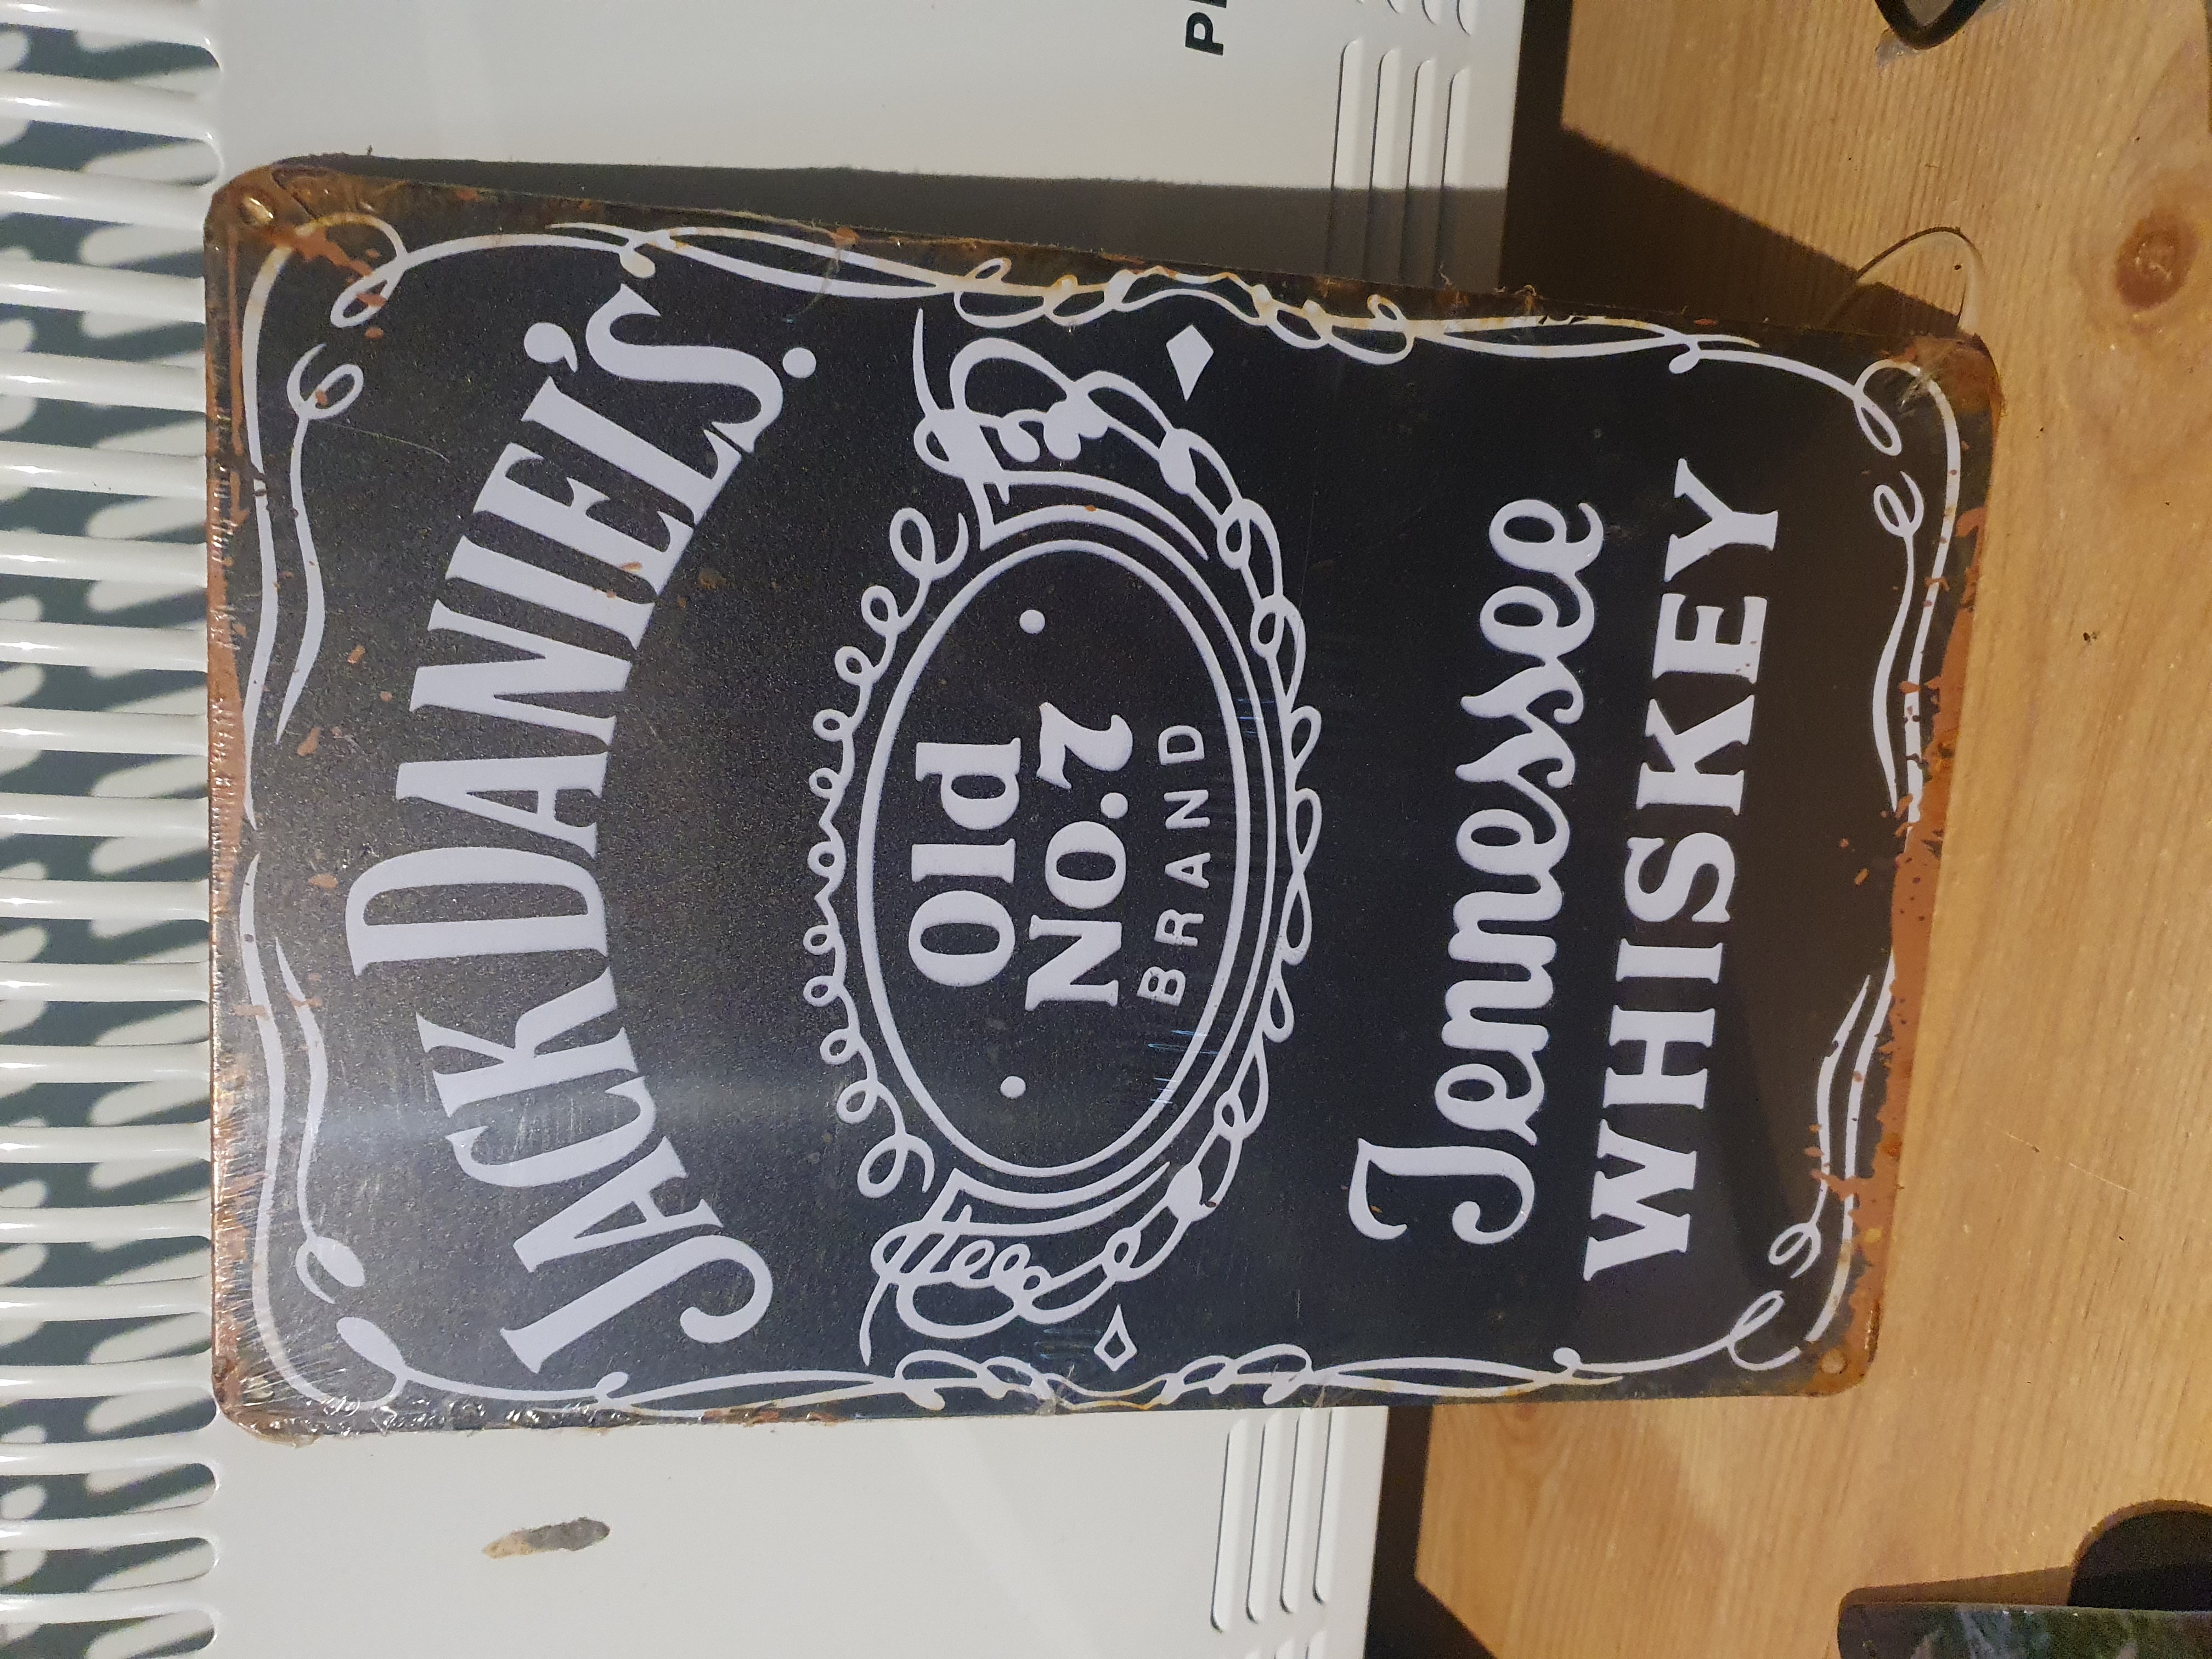 JACK DANIEL'S.
Old
NO.7
BRAND
Tennessee
WHISKEY